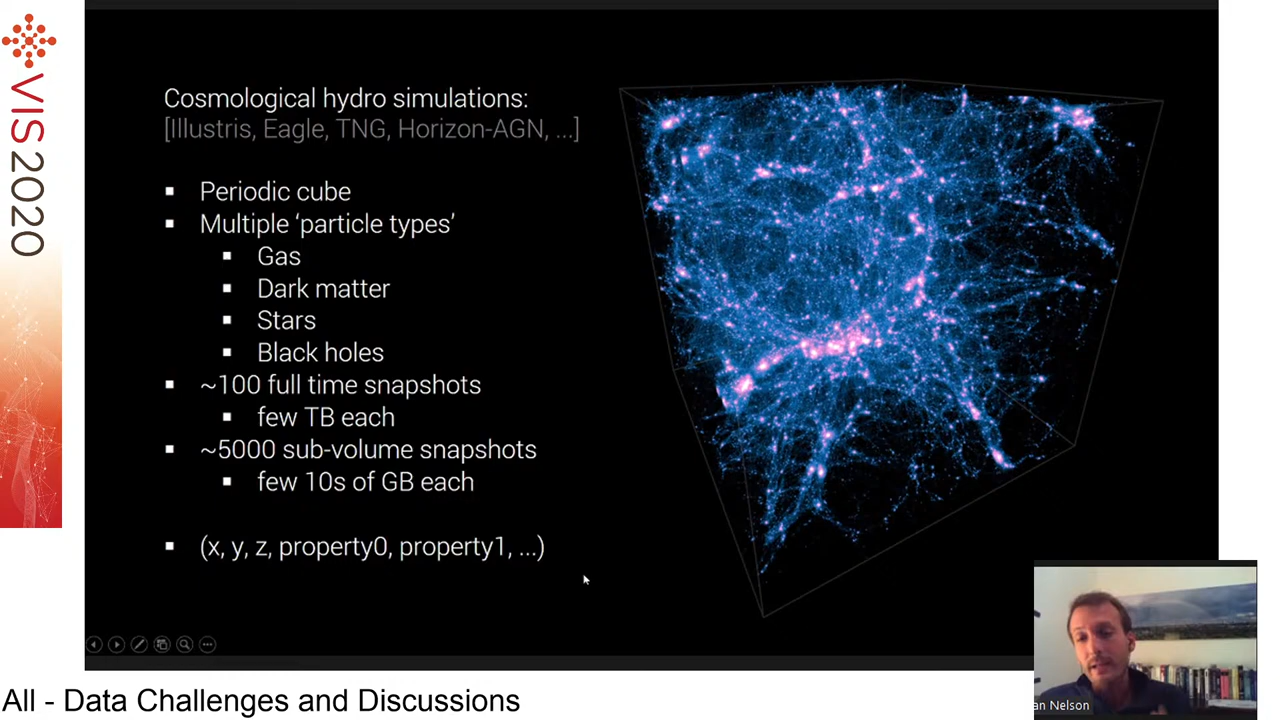 VIS2020
Cosmological hydro simulations:
[Illustris, Eagle, TNG, Horizon-AGN, ...]
▪ Periodic cube
▪ Multiple ‘particle types’
▪ Gas
▪ Dark matter
▪ Stars
▪ Black holes
▪ ~100 full time snapshots
▪ few TB each
▪ ~5000 sub-volume snapshots
▪ few 10s of GB each
▪ (x, y, z, property0, property1, ...)
an Nelson
All - Data Challenges and Discussions